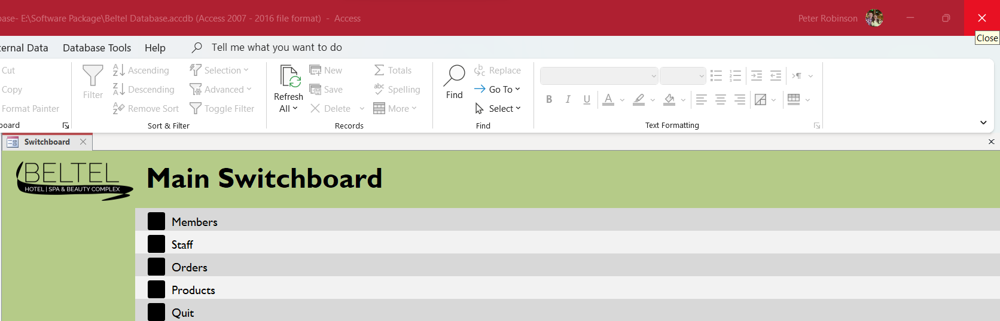 base- E:\Software Package\Beltel Database.accdb (Access 2007 - 2016 file format) - Access
Peter Robinson
Close
ternal Data Database Tools Help Tell me what you want to do
Cut
Copy
Format Painter
board
Filter
Ascending
Descending
Remove Sort
Selection
Advanced
Toggle Filter
Sort & Filter
Refresh
All
New
Save
Delete
Totals
Spelling
More
Records
Find
Replace
Go To
Select
Find
B I U A
Text Formatting
Switchboard
BELTEL
HOTEL | SPA & BEAUTY COMPLEX
Main Switchboard
Members
Staff
Orders
Products
Quit